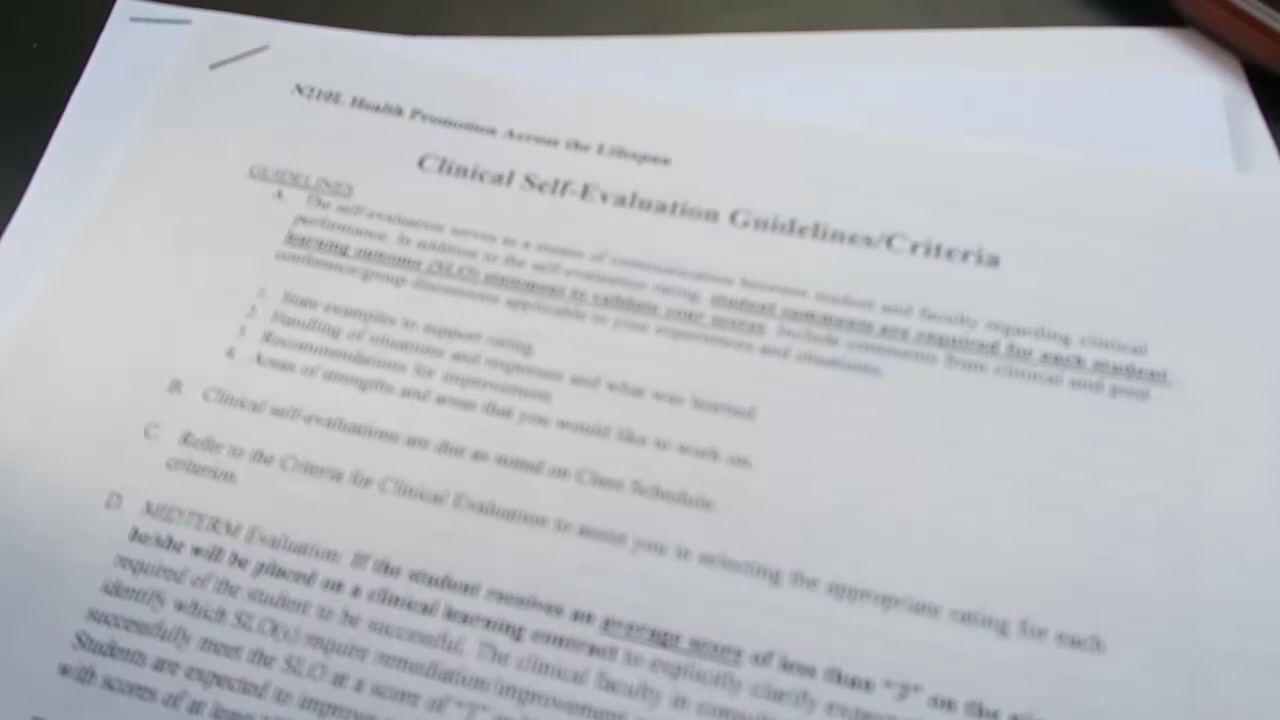 N210L Health Promotion Across the Lifespan
Clinical Self-Evaluation Guidelines/Criteria
GUIDELINES
A. The self-evaluation serves as a means of communication between student and faculty regarding clinical
performance. In addition to the self-evaluation rating, student comments are required for each student
learning outcome (SLO) statement to validate your scores. Include comments from clinical and post
conference/group discussions applicable to your experiences and situations.
1. State examples to support rating.
2. Handling of situations and responses and what was learned.
3. Recommendations for improvement.
4. Areas of strengths and areas that you would like to work on.
B. Clinical self-evaluations are due as noted on Class Schedule.
C. Refer to the Criteria for Clinical Evaluation to assist you in selecting the appropriate rating for each
criterion.
D. MIDTERM Evaluation: If the student receives an average score of less than "2" on the
he/she will be placed on a clinical learning contract to explicitly clarify
required of the student to be successful. The clinical faculty in
identify which SLO(s) require remediation/improvement
successfully meet the SLO at a score of "2"
Students are expected to improve
with scores of at least